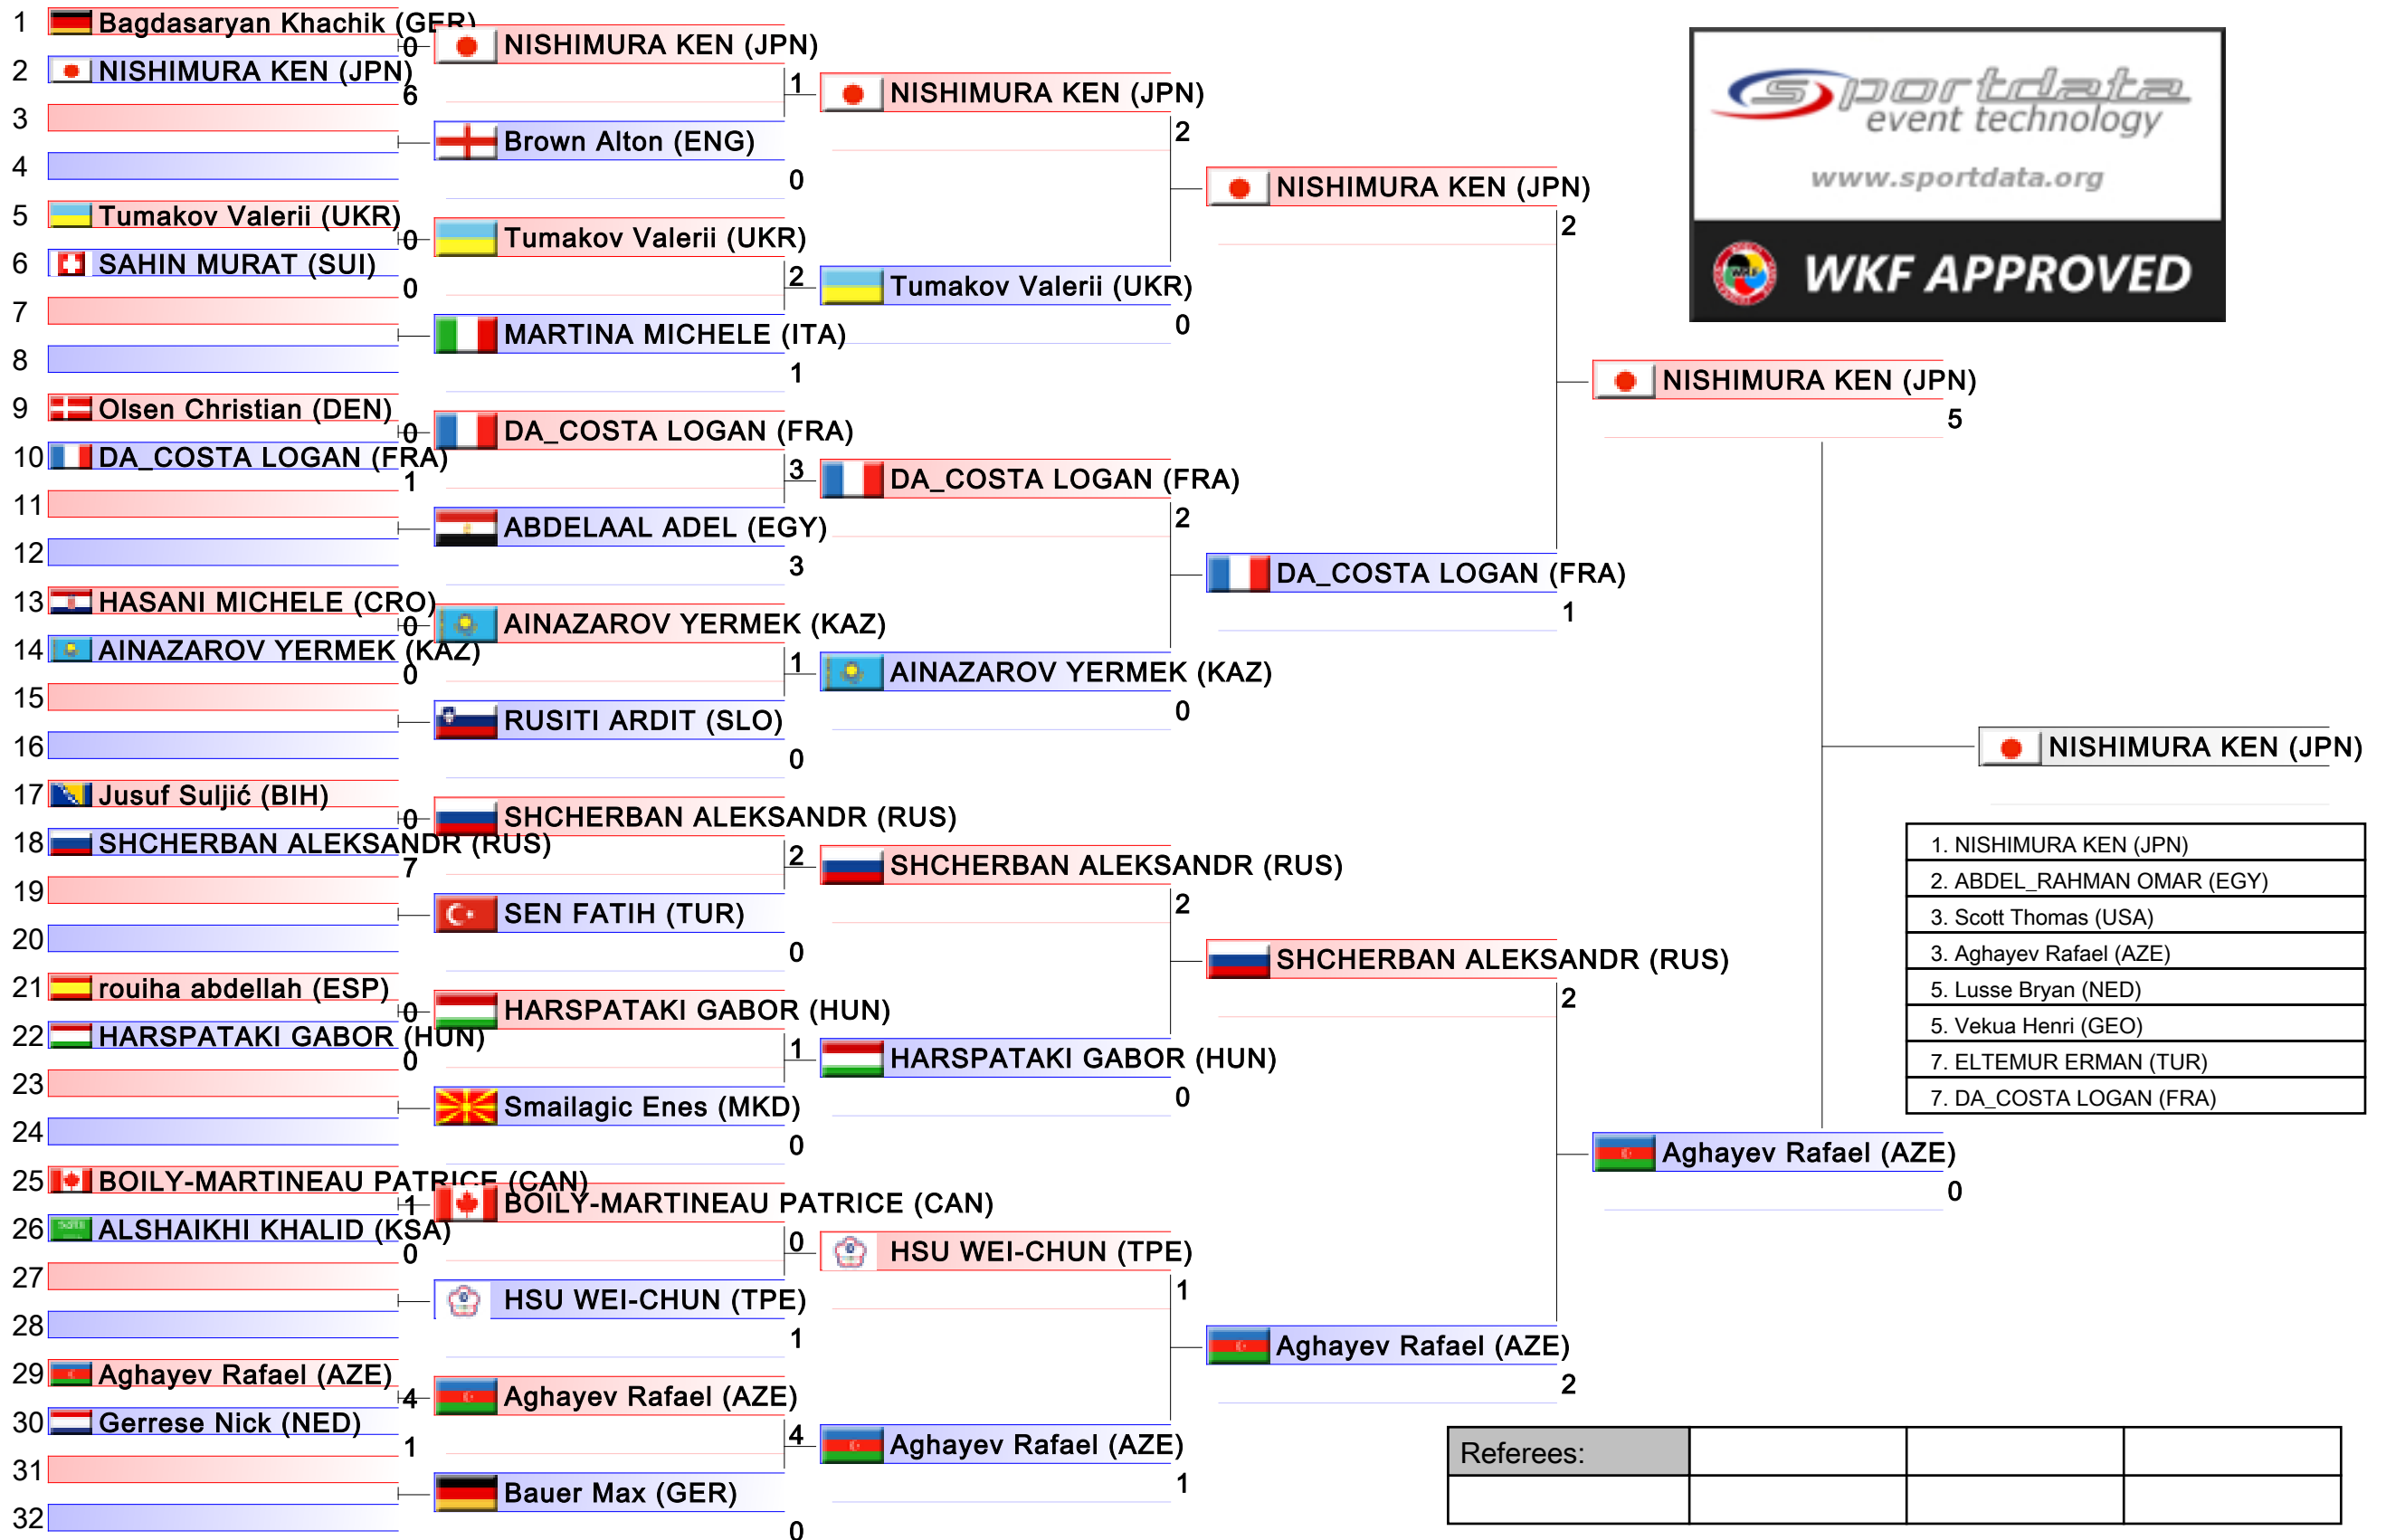 1 Bagdasaryan Khachik (GER)
0
2 NISHIMURA KEN (JPN)
6
3
4
5 Tumakov Valerii (UKR)
0
6 SAHIN MURAT (SUI)
0
7
8
9 Olsen Christian (DEN)
0
10 DA_COSTA LOGAN (FRA)
1
11
12
13 HASANI MICHELE (CRO)
0
14 AINAZAROV YERMEK (KAZ)
0
15
16
17 Jusuf Suljić (BIH)
0
18 SHCHERBAN ALEKSANDR (RUS)
7
19
20
21 rouiha abdellah (ESP)
0
22 HARSPATAKI GABOR (HUN)
0
23
24
25 BOILY-MARTINEAU PATRICE (CAN)
1
26 ALSHAIKHI KHALID (KSA)
0
27
28
29 Aghayev Rafael (AZE)
4
30 Gerrese Nick (NED)
1
31
32
NISHIMURA KEN (JPN)
1
Brown Alton (ENG)
0
Tumakov Valerii (UKR)
2
MARTINA MICHELE (ITA)
1
DA_COSTA LOGAN (FRA)
3
ABDELAAL ADEL (EGY)
3
AINAZAROV YERMEK (KAZ)
1
RUSITI ARDIT (SLO)
0
SHCHERBAN ALEKSANDR (RUS)
2
SEN FATIH (TUR)
0
HARSPATAKI GABOR (HUN)
1
Smailagic Enes (MKD)
0
BOILY-MARTINEAU PATRICE (CAN)
0
HSU WEI-CHUN (TPE)
1
Aghayev Rafael (AZE)
4
Bauer Max (GER)
0
NISHIMURA KEN (JPN)
2
Tumakov Valerii (UKR)
0
DA_COSTA LOGAN (FRA)
2
AINAZAROV YERMEK (KAZ)
0
SHCHERBAN ALEKSANDR (RUS)
2
HARSPATAKI GABOR (HUN)
0
HSU WEI-CHUN (TPE)
1
Aghayev Rafael (AZE)
1
NISHIMURA KEN (JPN)
2
DA_COSTA LOGAN (FRA)
1
SHCHERBAN ALEKSANDR (RUS)
2
Aghayev Rafael (AZE)
2
NISHIMURA KEN (JPN)
5
Aghayev Rafael (AZE)
0
NISHIMURA KEN (JPN)
sportdata
event technology
www.sportdata.org
WKF
WKF APPROVED
1. NISHIMURA KEN (JPN)
2. ABDEL_RAHMAN OMAR (EGY)
3. Scott Thomas (USA)
3. Aghayev Rafael (AZE)
5. Lusse Bryan (NED)
5. Vekua Henri (GEO)
7. ELTEMUR ERMAN (TUR)
7. DA_COSTA LOGAN (FRA)
Referees: